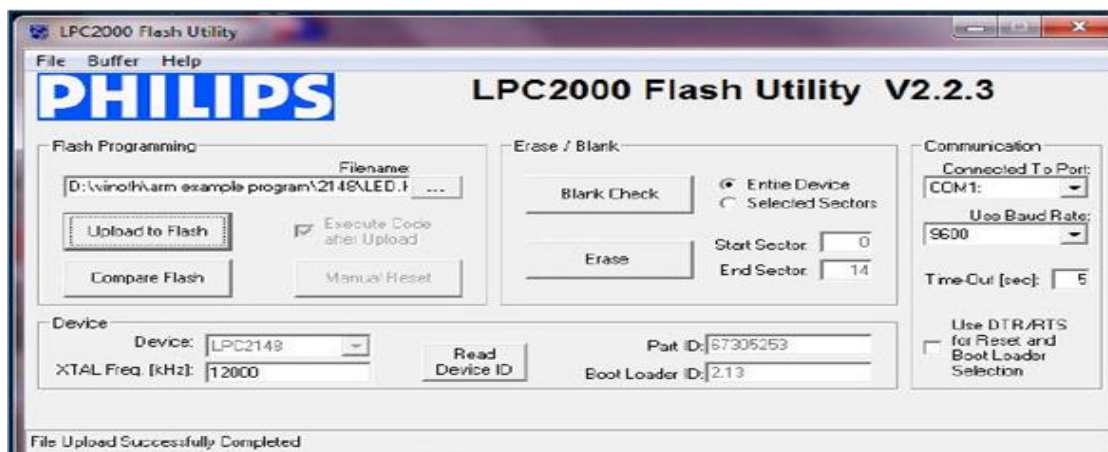 LPC2000 Flash Utility
File Buffer Help
PHILIPS
LPC2000 Flash Utility V2.2.3
Flash Programming
Filename:
D:\vinoth\arm example program\2148\LED.H ...
Upload to Flash
Execute Code after Upload
Compare Flash
Manual Reset
Erase / Blank
Blank Check
Entire Device
Selected Sectors
Erase
Start Sector: 0
End Sector: 14
Communication
Connected To Port:
COM1:
Use Baud Rate:
9600
Time-Out [sec]: 5
Use DTR/RTS
for Reset and
Boot Loader
Selection
Device
Device: LPC2148
XTAL Freq. [kHz]: 12000
Read
Device ID
Part ID: 67305253
Boot Loader ID: 2.13
File Upload Successfully Completed